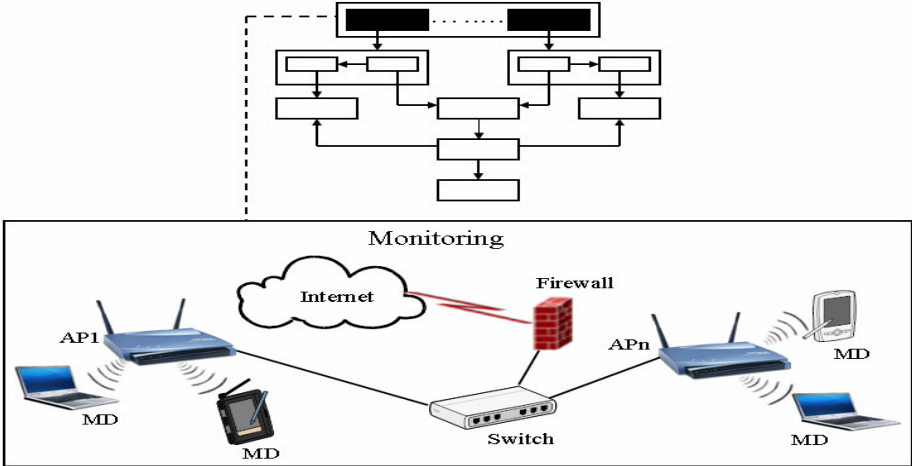 Monitoring
Internet
Firewall
AP1
APn
MD
MD
MD
MD
Switch